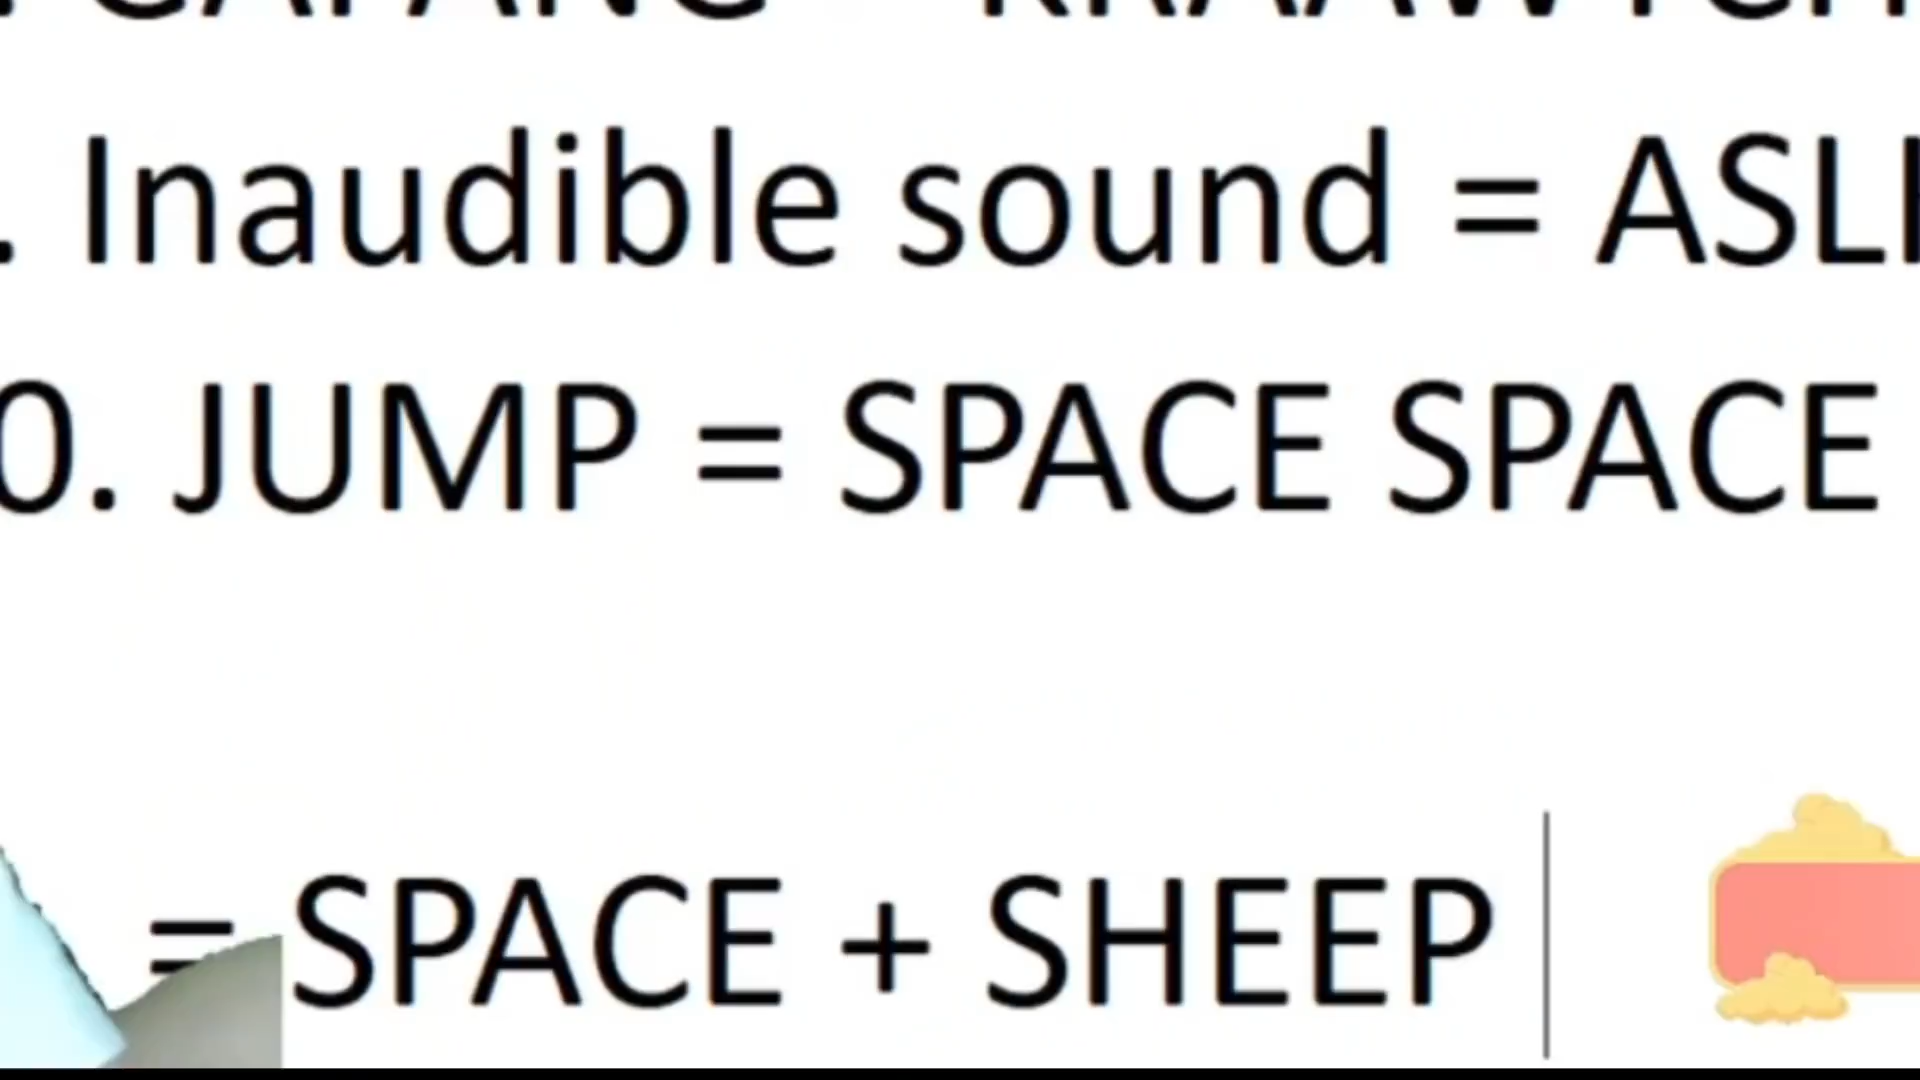 . Inaudible sound = ASL
0. JUMP = SPACE SPACE
= SPACE + SHEEP